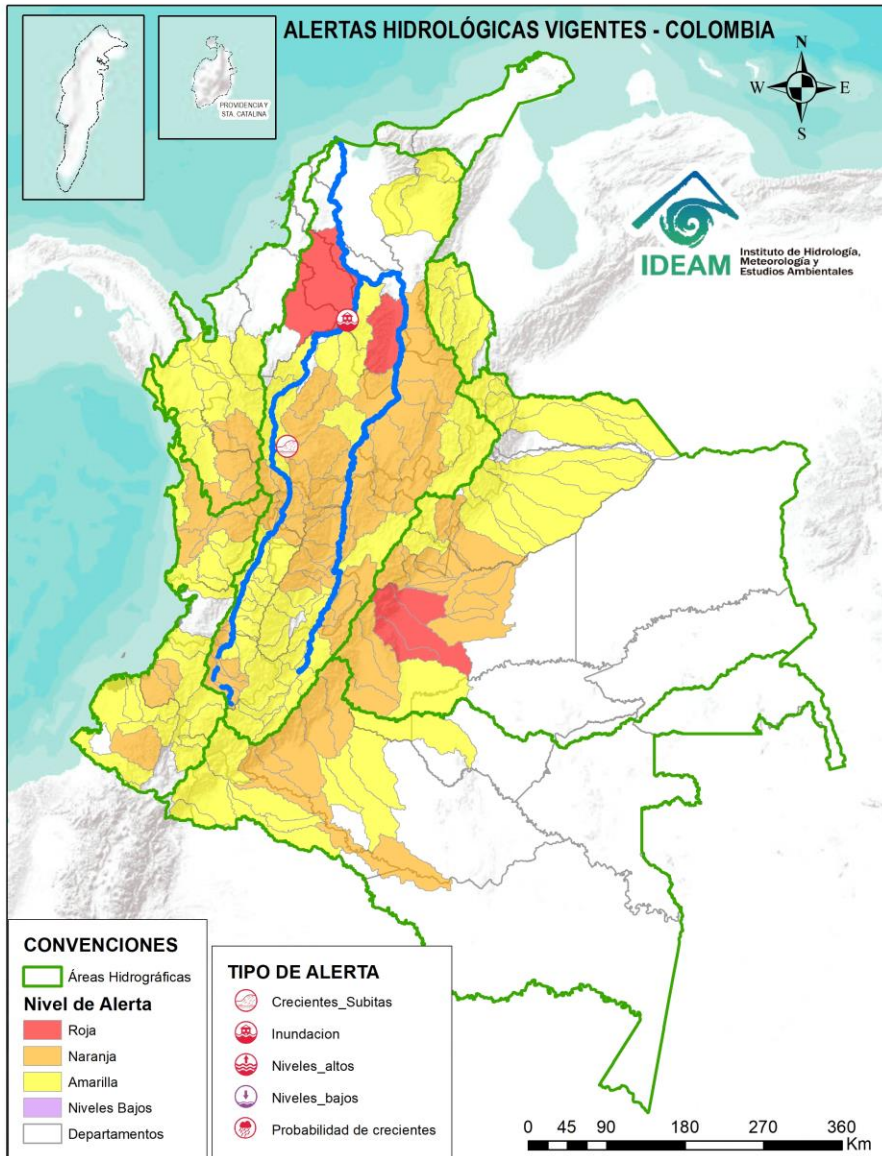 ALERTAS HIDROLÓGICAS VIGENTES - COLOMBIA
PROVIDENCIA Y
STA. CATALINA
N
W
E
S
IDEAM
Instituto de Hidrología,
Meteorología y
Estudios Ambientales
CONVENCIONES
Áreas Hidrográficas
Nivel de Alerta
Roja
Naranja
Amarilla
Niveles Bajos
Departamentos
TIPO DE ALERTA
Crecientes_Subitas
Inundacion
Niveles_altos
Niveles_bajos
Probabilidad de crecientes
0 45 90 180 270 360
Km